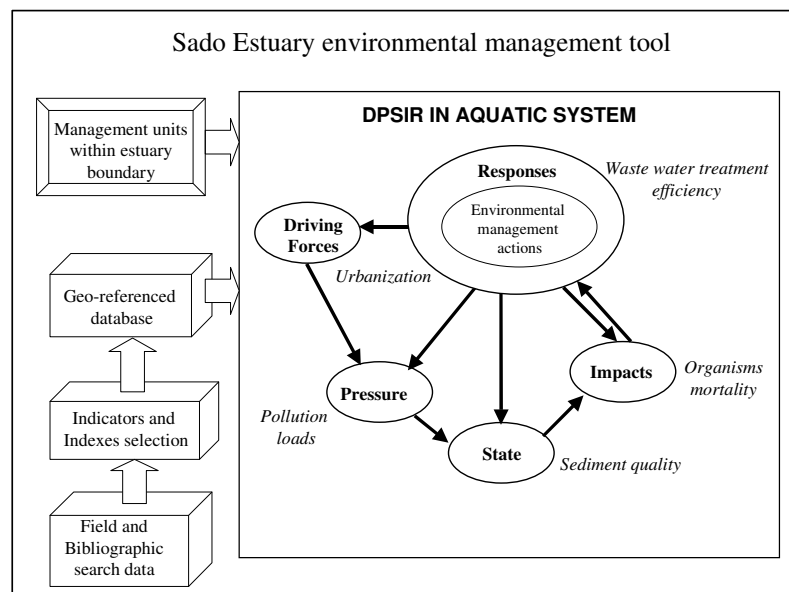 Sado Estuary environmental management tool
Management units
within estuary
boundary
Geo-referenced
database
Indicators and
Indexes selection
Field and
Bibliographic
search data
DPSIR IN AQUATIC SYSTEM
Responses
Environmental
management
actions
Waste water treatment
efficiency
Driving
Forces
Urbanization
Pressure
Pollution
loads
State
Sediment quality
Impacts
Organisms
mortality